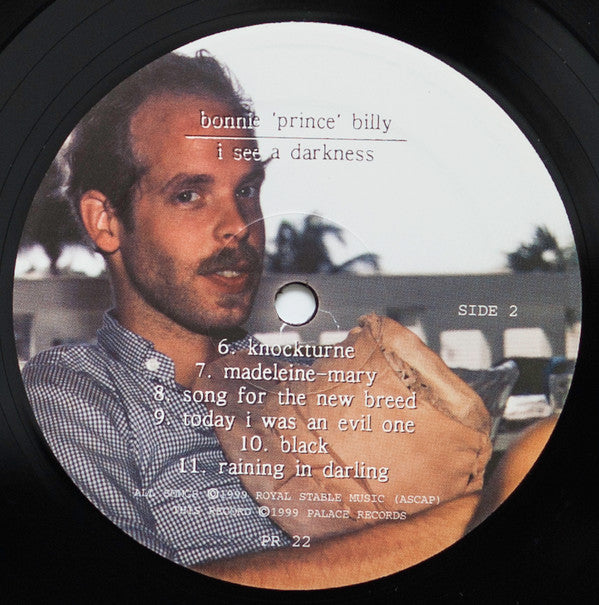 bonnie 'prince' billy
i see a darkness
SIDE 2
6. knockturne
7. madeleine-mary
8. song for the new breed
9. today i was an evil one
10. black
11. raining in darling
ALL SONGS ©1999 ROYAL STABLE MUSIC (ASCAP)
THIS RECORD ©1999 PALACE RECORDS
PR 22